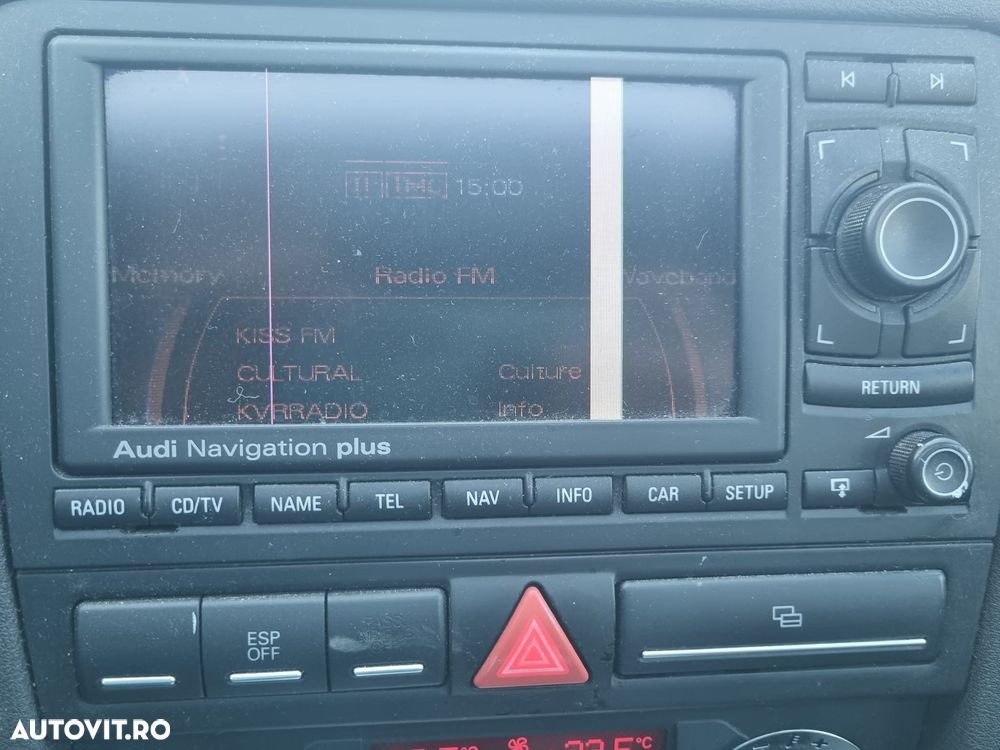 TMC 15:00
Memory Radio FM Waveband
KISS FM
CULTURAL Culture
KVRRADIO Info
Audi Navigation plus
RETURN
RADIO CD/TV NAME TEL NAV INFO CAR SETUP
ESP
OFF
AUTOVIT.RO
°C